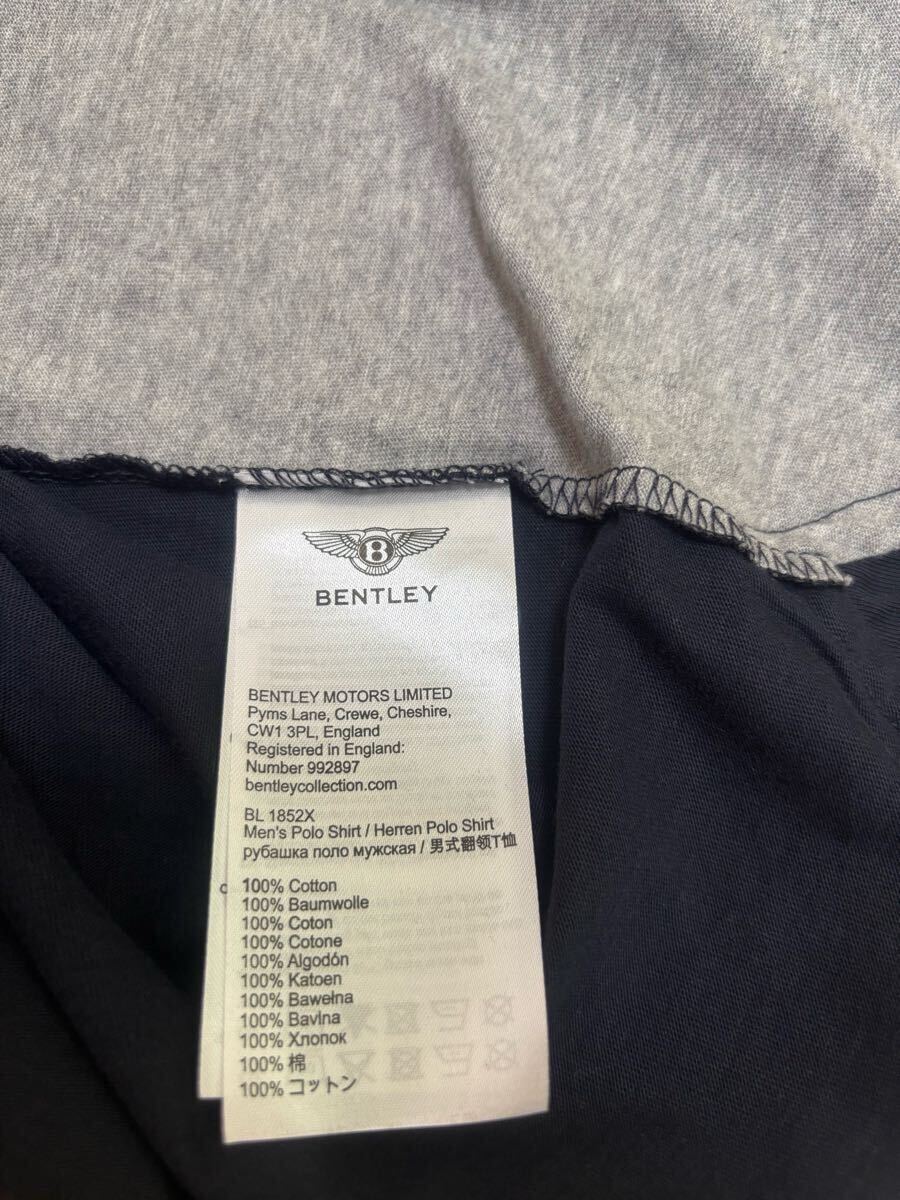 B
BENTLEY
BENTLEY MOTORS LIMITED
Pyms Lane, Crewe, Cheshire,
CW1 3PL, England
Registered in England:
Number 992897
bentleycollection.com
BL 1852X
Men's Polo Shirt / Herren Polo Shirt
рубашка поло мужская / 男式翻领T恤
100% Cotton
100% Baumwolle
100% Coton
100% Cotone
100% Algodón
100% Katoen
100% Bawełna
100% Bavlna
100% Хлопок
100% 棉
100% コットン